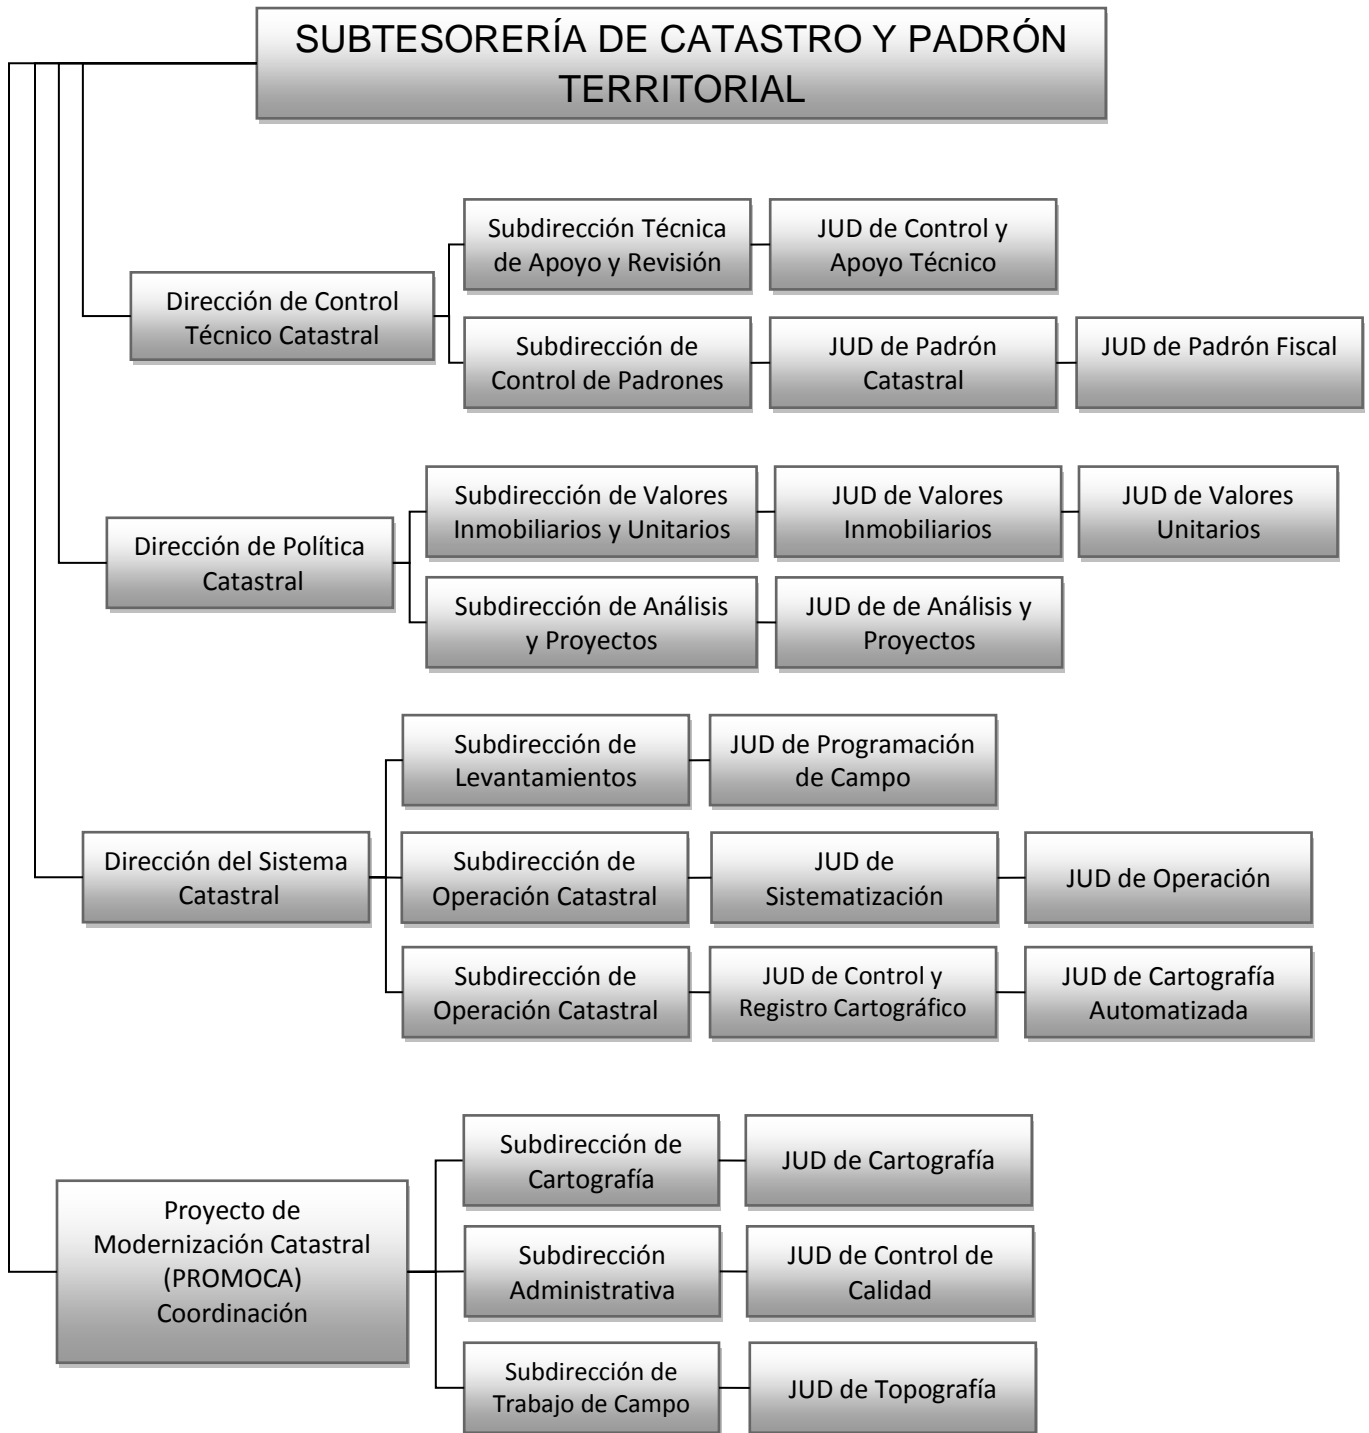 SUBTESORERÍA DE CATASTRO Y PADRÓN
TERRITORIAL
Dirección de Control
Técnico Catastral
Subdirección Técnica
de Apoyo y Revisión
JUD de Control y
Apoyo Técnico
Subdirección de
Control de Padrones
JUD de Padrón
Catastral
JUD de Padrón Fiscal
Dirección de Política
Catastral
Subdirección de Valores
Inmobiliarios y Unitarios
JUD de Valores
Inmobiliarios
JUD de Valores
Unitarios
Subdirección de Análisis
y Proyectos
JUD de de Análisis y
Proyectos
Dirección del Sistema
Catastral
Subdirección de
Levantamientos
JUD de Programación
de Campo
Subdirección de
Operación Catastral
JUD de
Sistematización
JUD de Operación
Subdirección de
Operación Catastral
JUD de Control y
Registro Cartográfico
JUD de Cartografía
Automatizada
Proyecto de
Modernización Catastral
(PROMOCA)
Coordinación
Subdirección de
Cartografía
JUD de Cartografía
Subdirección
Administrativa
JUD de Control de
Calidad
Subdirección de
Trabajo de Campo
JUD de Topografía